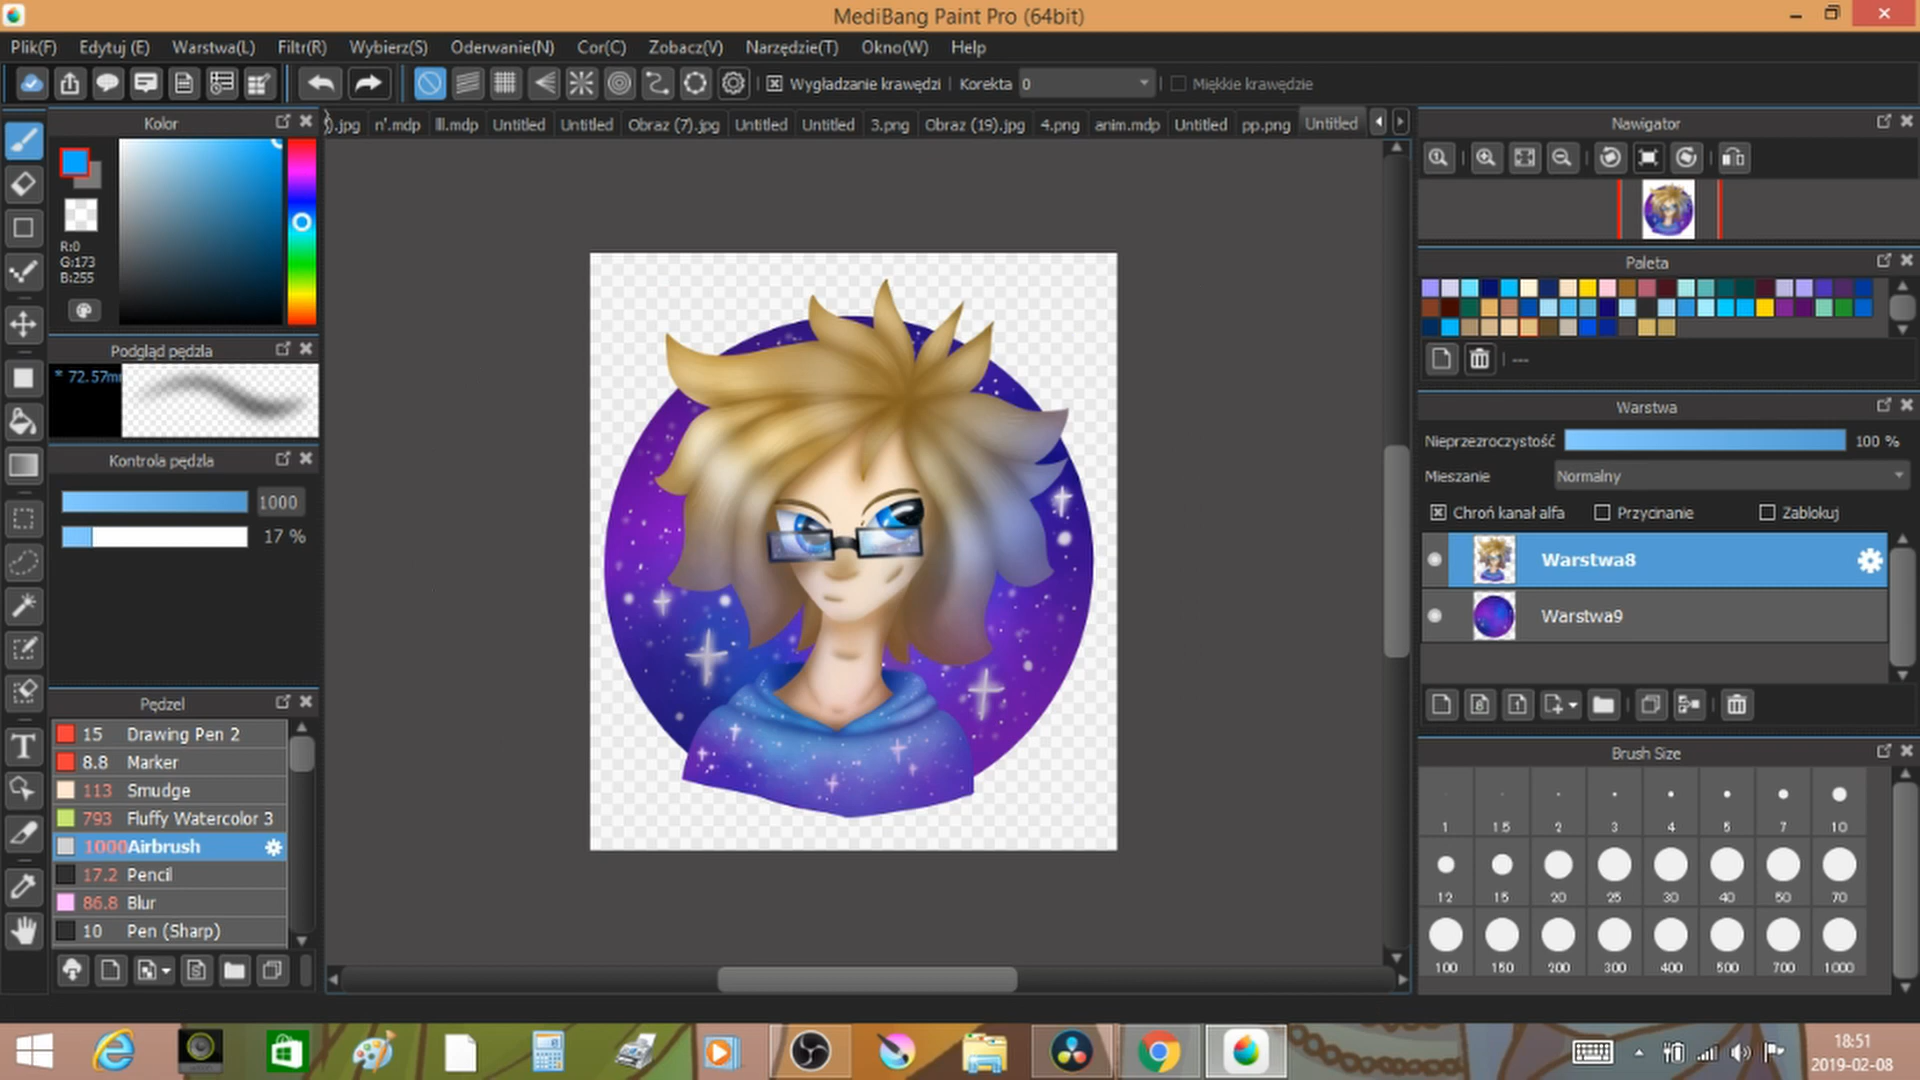 MediBang Paint Pro (64bit)
Plik(F) Edytuj (E) Warstwa(L) Filtr(R) Wybierz(S) Oderwanie(N) Cor(C) Zobacz(V) Narzędzie(T) Okno(W) Help
Wygładzanie krawędzi Korekta 0 Miękkie krawędzie
).jpg n'.mdp lll.mdp Untitled Untitled Obraz (7).jpg Untitled Untitled 3.png Obraz (19).jpg 4.png anim.mdp Untitled pp.png Untitled
Kolor
R:0
G:173
B:255
Podgląd pędzla
* 72.57m
Kontrola pędzla
1000
17 %
Pędzel
15 Drawing Pen 2
8.8 Marker
113 Smudge
793 Fluffy Watercolor 3
1000 Airbrush
17.2 Pencil
86.8 Blur
10 Pen (Sharp)
Nawigator
Paleta
---
Warstwa
Nieprzezroczystość 100 %
Mieszanie Normalny
Chroń kanał alfa Przycinanie Zablokuj
Warstwa8
Warstwa9
Brush Size
1 1.5 2 3 4 5 7 10
12 15 20 25 30 40 50 70
100 150 200 300 400 500 700 1000
18:51
2019-02-08